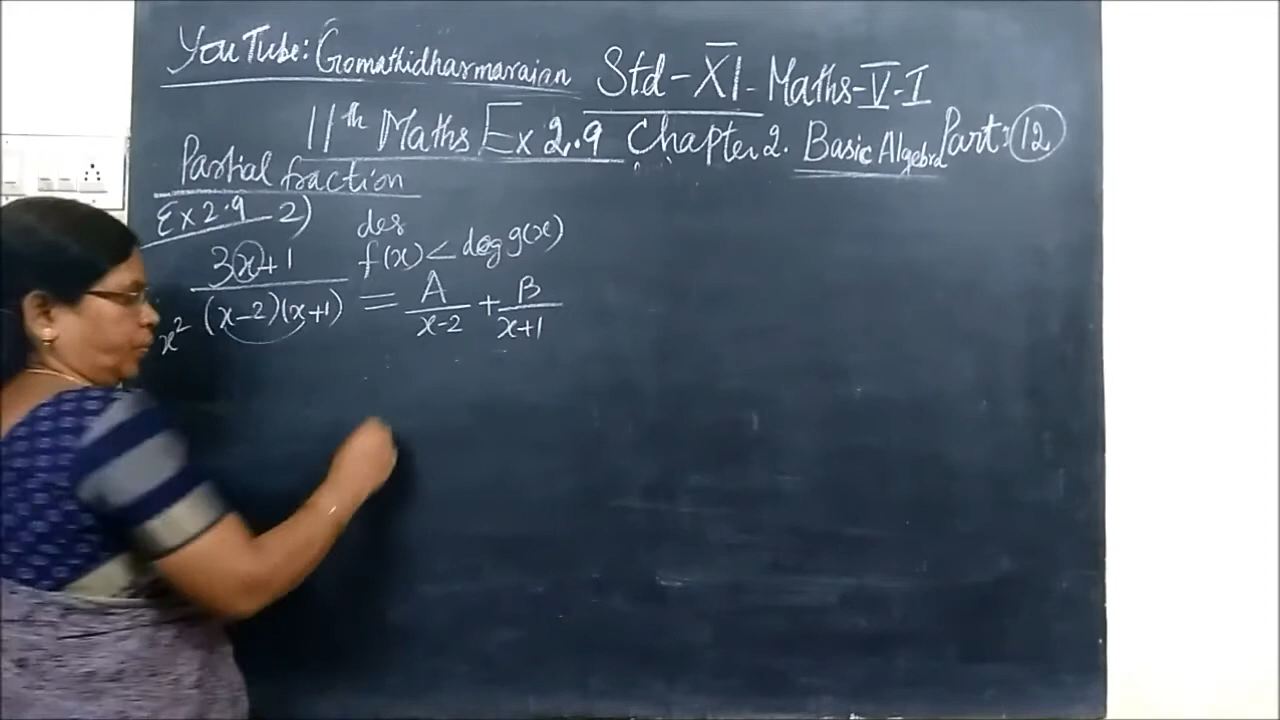 YouTube: Gomathidharmarajan Std-XI-Maths-V-I
11th Maths Ex 2.9 Chapter 2. Basic Algebra Part: 12
Partial fraction
Ex 2.9 2)
deg f(x) < deg g(x)
3x+1 / (x-2)(x+1) = A / x-2 + B / x+1
x²